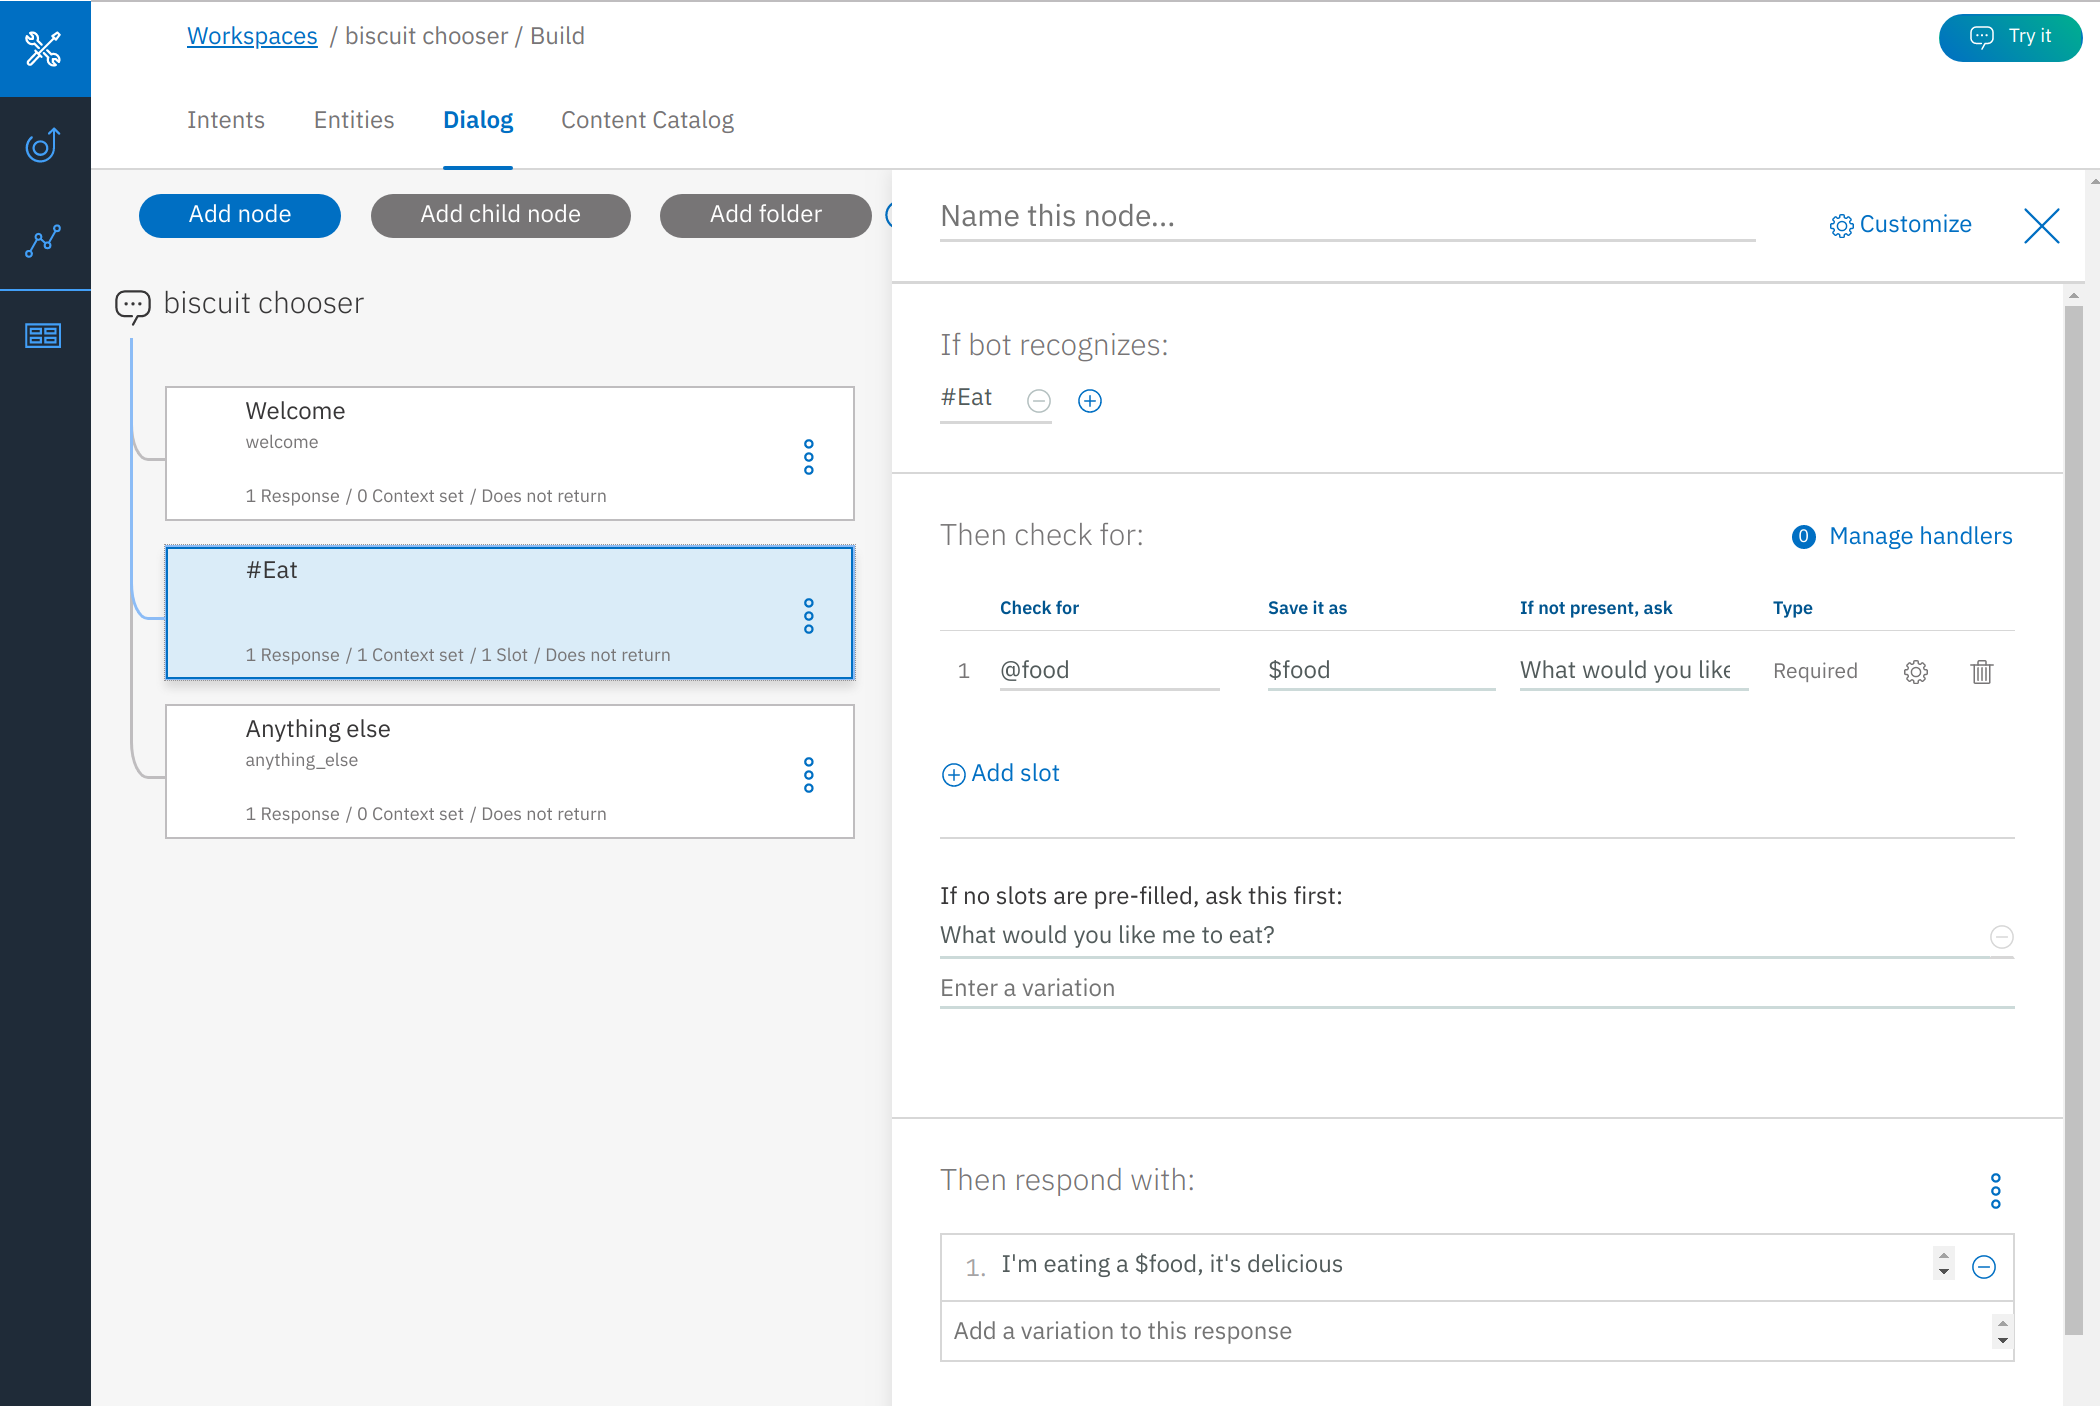 Workspaces / biscuit chooser / Build
Try it
Intents Entities Dialog Content Catalog
Add node Add child node Add folder
biscuit chooser
Welcome
welcome
1 Response / 0 Context set / Does not return
#Eat
1 Response / 1 Context set / 1 Slot / Does not return
Anything else
anything_else
1 Response / 0 Context set / Does not return
Name this node...
Customize
If bot recognizes:
#Eat
Then check for:
0 Manage handlers
Check for Save it as If not present, ask Type
1 @food $food What would you like Required
Add slot
If no slots are pre-filled, ask this first:
What would you like me to eat?
Enter a variation
Then respond with:
1. I'm eating a $food, it's delicious
Add a variation to this response